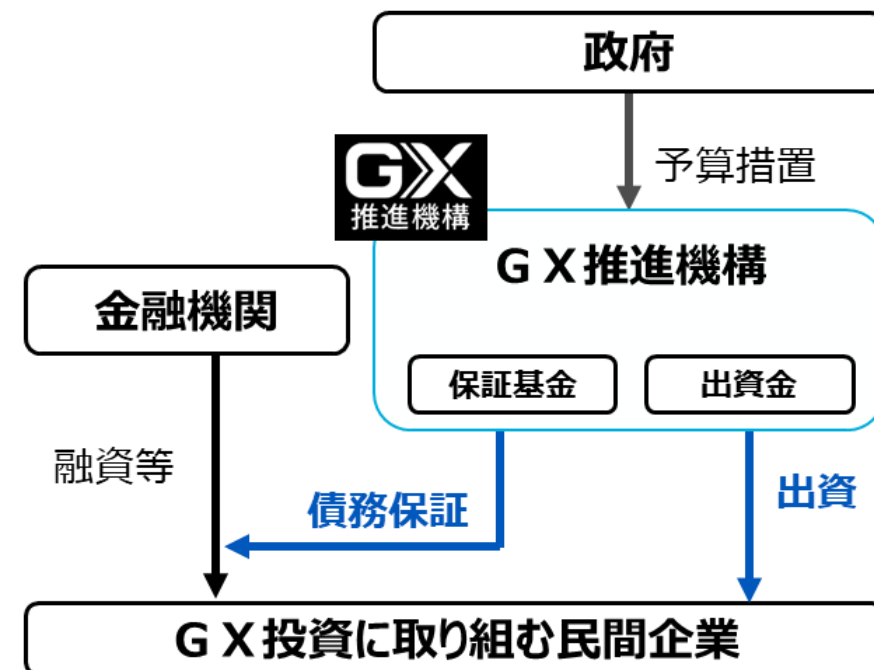 政府
予算措置
GX
推進機構
ＧＸ推進機構
金融機関
保証基金
出資金
融資等
債務保証
出資
ＧＸ投資に取り組む民間企業